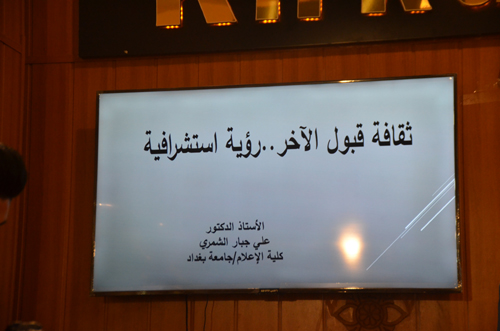 ثقافة قبول الآخر..رؤية استشرافية
الأستاذ الدكتور
علي جبار الشمري
كلية الإعلام/جامعة بغداد